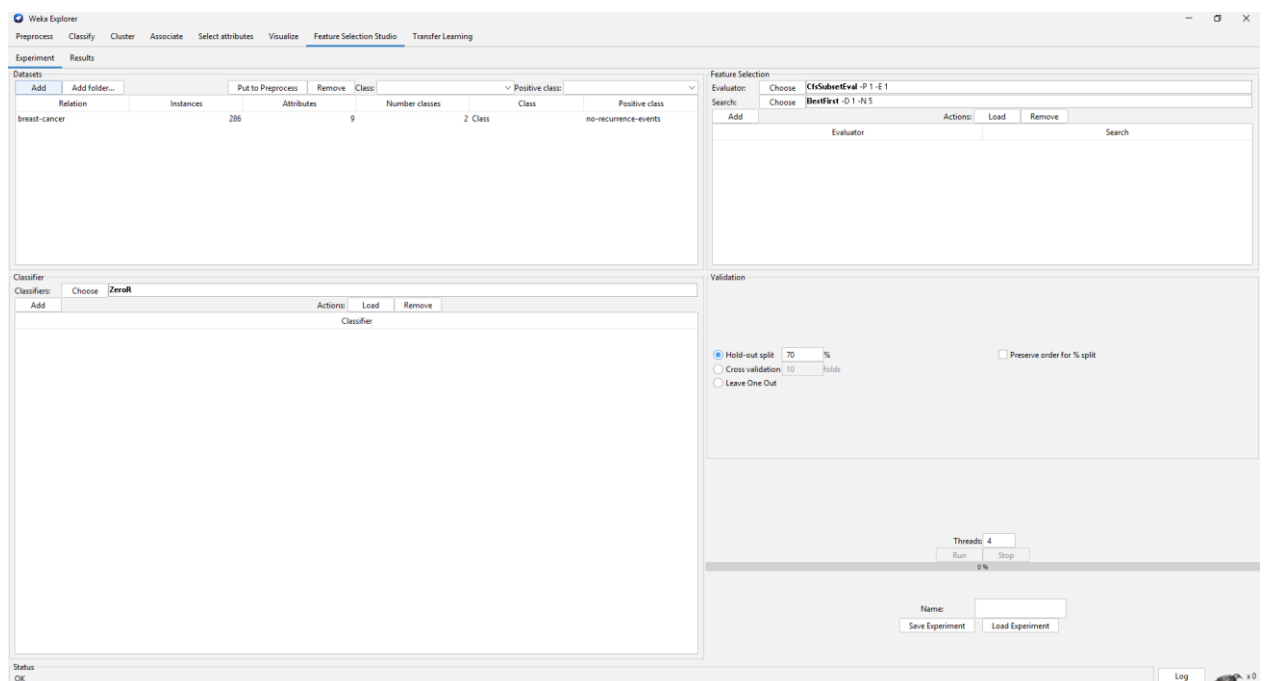 Weka Explorer
Preprocess Classify Cluster Associate Select attributes Visualize Feature Selection Studio Transfer Learning
Experiment Results
Datasets
Add Add folder... Put to Preprocess Remove Class: Positive class:
Relation Instances Attributes Number classes Class Positive class
breast-cancer 286 9 2 Class no-recurrence-events
Feature Selection
Evaluator: Choose CfsSubsetEval -P 1 -E 1
Search: Choose BestFirst -D 1 -N 5
Add Actions: Load Remove
Evaluator Search
Classifier
Classifiers: Choose ZeroR
Add Actions: Load Remove
Classifier
Validation
Hold-out split 70 % Preserve order for % split
Cross validation 10 folds
Leave One Out
Threads: 4
Run Stop
0 %
Name:
Save Experiment Load Experiment
Status
OK
Log x 0